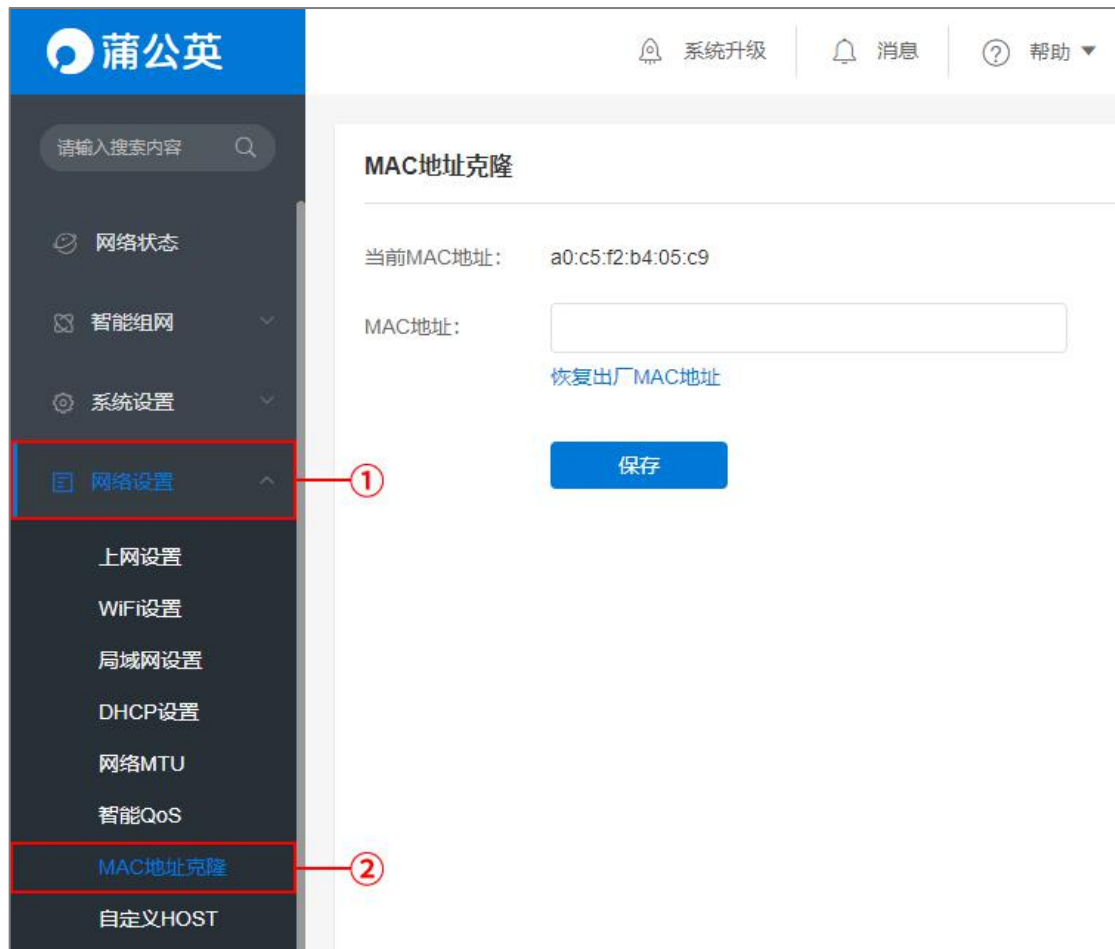 蒲公英
系统升级
消息
帮助
请输入搜索内容
网络状态
智能组网
系统设置
网络设置
①
上网设置
WiFi设置
局域网设置
DHCP设置
网络MTU
智能QoS
MAC地址克隆
②
自定义HOST
MAC地址克隆
当前MAC地址: a0:c5:f2:b4:05:c9
MAC地址:
恢复出厂MAC地址
保存